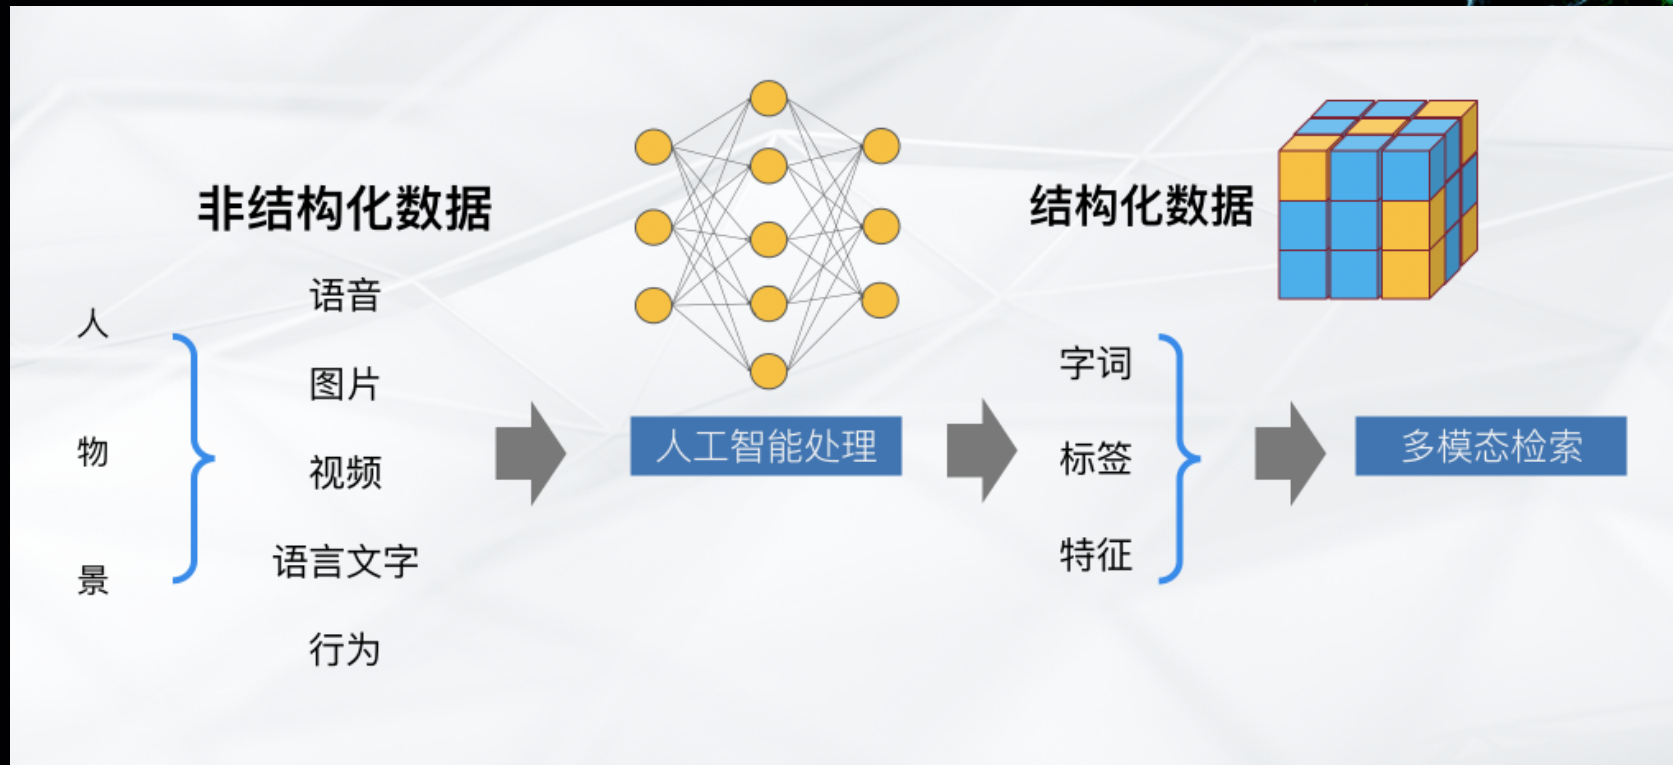 人
物
景
非结构化数据
语音
图片
视频
语言文字
行为
人工智能处理
结构化数据
字词
标签
特征
多模态检索